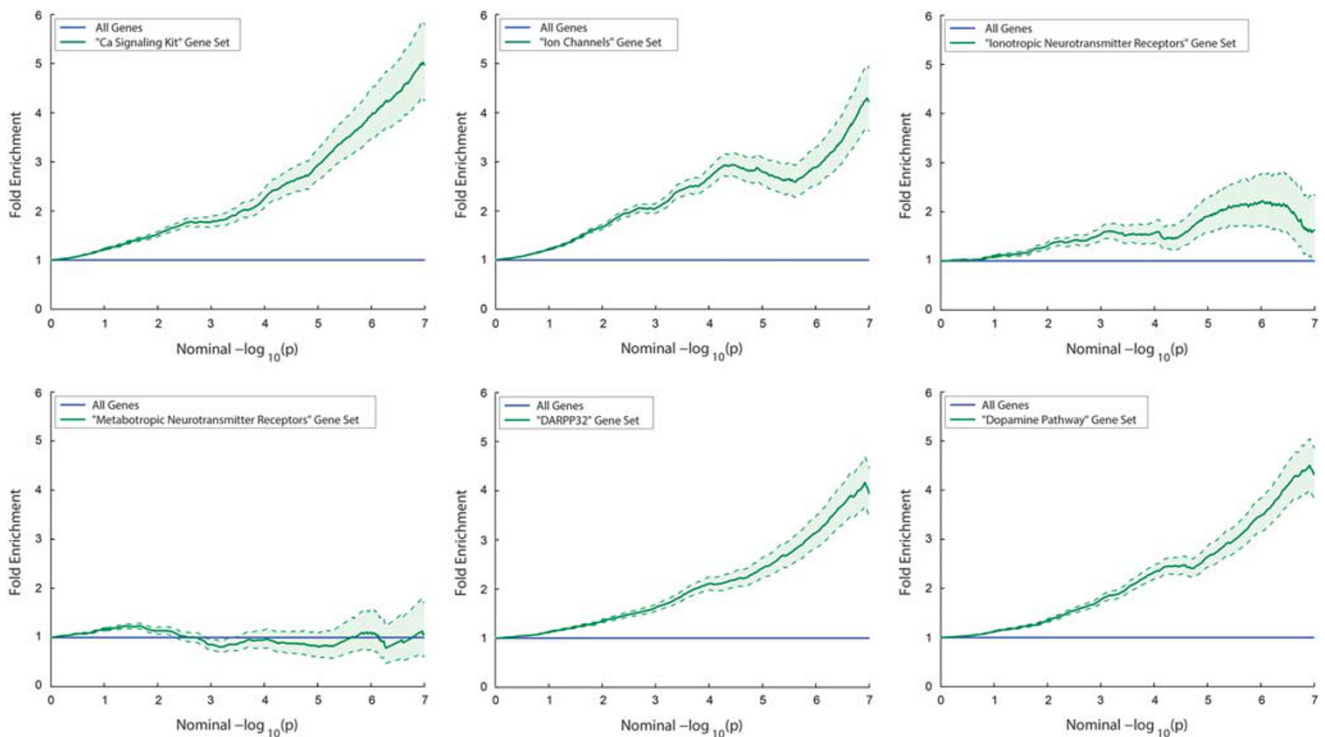 All Genes
"Ca Signaling Kit" Gene Set
6
5
4
3
2
1
0
Fold Enrichment
0 1 2 3 4 5 6 7
Nominal −log10(p)
All Genes
"Ion Channels" Gene Set
6
5
4
3
2
1
0
Fold Enrichment
0 1 2 3 4 5 6 7
Nominal −log10(p)
All Genes
"Ionotropic Neurotransmitter Receptors" Gene Set
6
5
4
3
2
1
0
Fold Enrichment
0 1 2 3 4 5 6 7
Nominal −log10(p)
All Genes
"Metabotropic Neurotransmitter Receptors" Gene Set
6
5
4
3
2
1
0
Fold Enrichment
0 1 2 3 4 5 6 7
Nominal −log10(p)
All Genes
"DARPP32" Gene Set
6
5
4
3
2
1
0
Fold Enrichment
0 1 2 3 4 5 6 7
Nominal −log10(p)
All Genes
"Dopamine Pathway" Gene Set
6
5
4
3
2
1
0
Fold Enrichment
0 1 2 3 4 5 6 7
Nominal −log10(p)